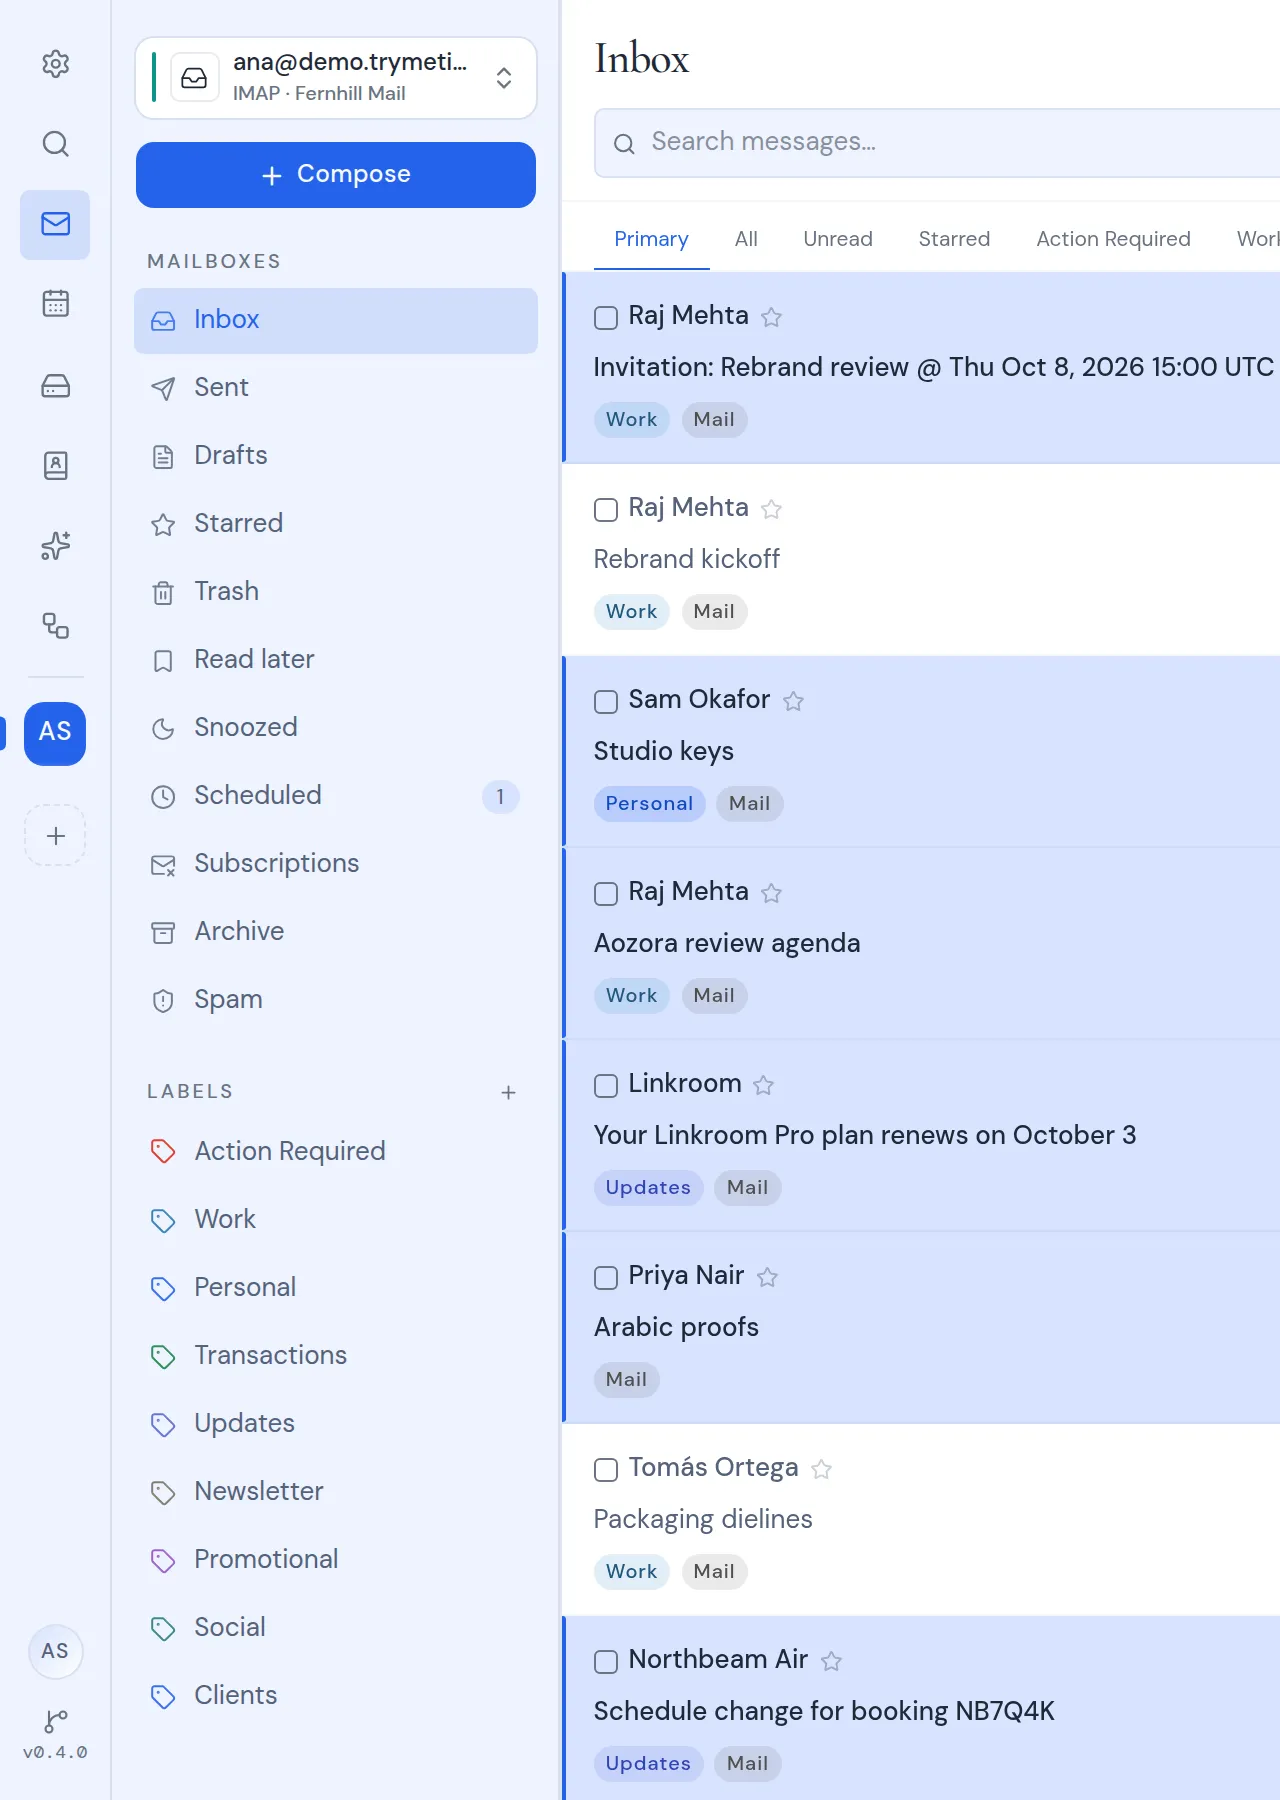 ana@demo.trymeti...
IMAP · Fernhill Mail
Compose
MAILBOXES
Inbox
Sent
Drafts
Starred
Trash
Read later
Snoozed
Scheduled 1
Subscriptions
Archive
Spam
LABELS
Action Required
Work
Personal
Transactions
Updates
Newsletter
Promotional
Social
Clients
AS
AS
v0.4.0
Inbox
Search messages...
Primary All Unread Starred Action Required Work
Raj Mehta
Invitation: Rebrand review @ Thu Oct 8, 2026 15:00 UTC
Work Mail
Raj Mehta
Rebrand kickoff
Work Mail
Sam Okafor
Studio keys
Personal Mail
Raj Mehta
Aozora review agenda
Work Mail
Linkroom
Your Linkroom Pro plan renews on October 3
Updates Mail
Priya Nair
Arabic proofs
Mail
Tomás Ortega
Packaging dielines
Work Mail
Northbeam Air
Schedule change for booking NB7Q4K
Updates Mail